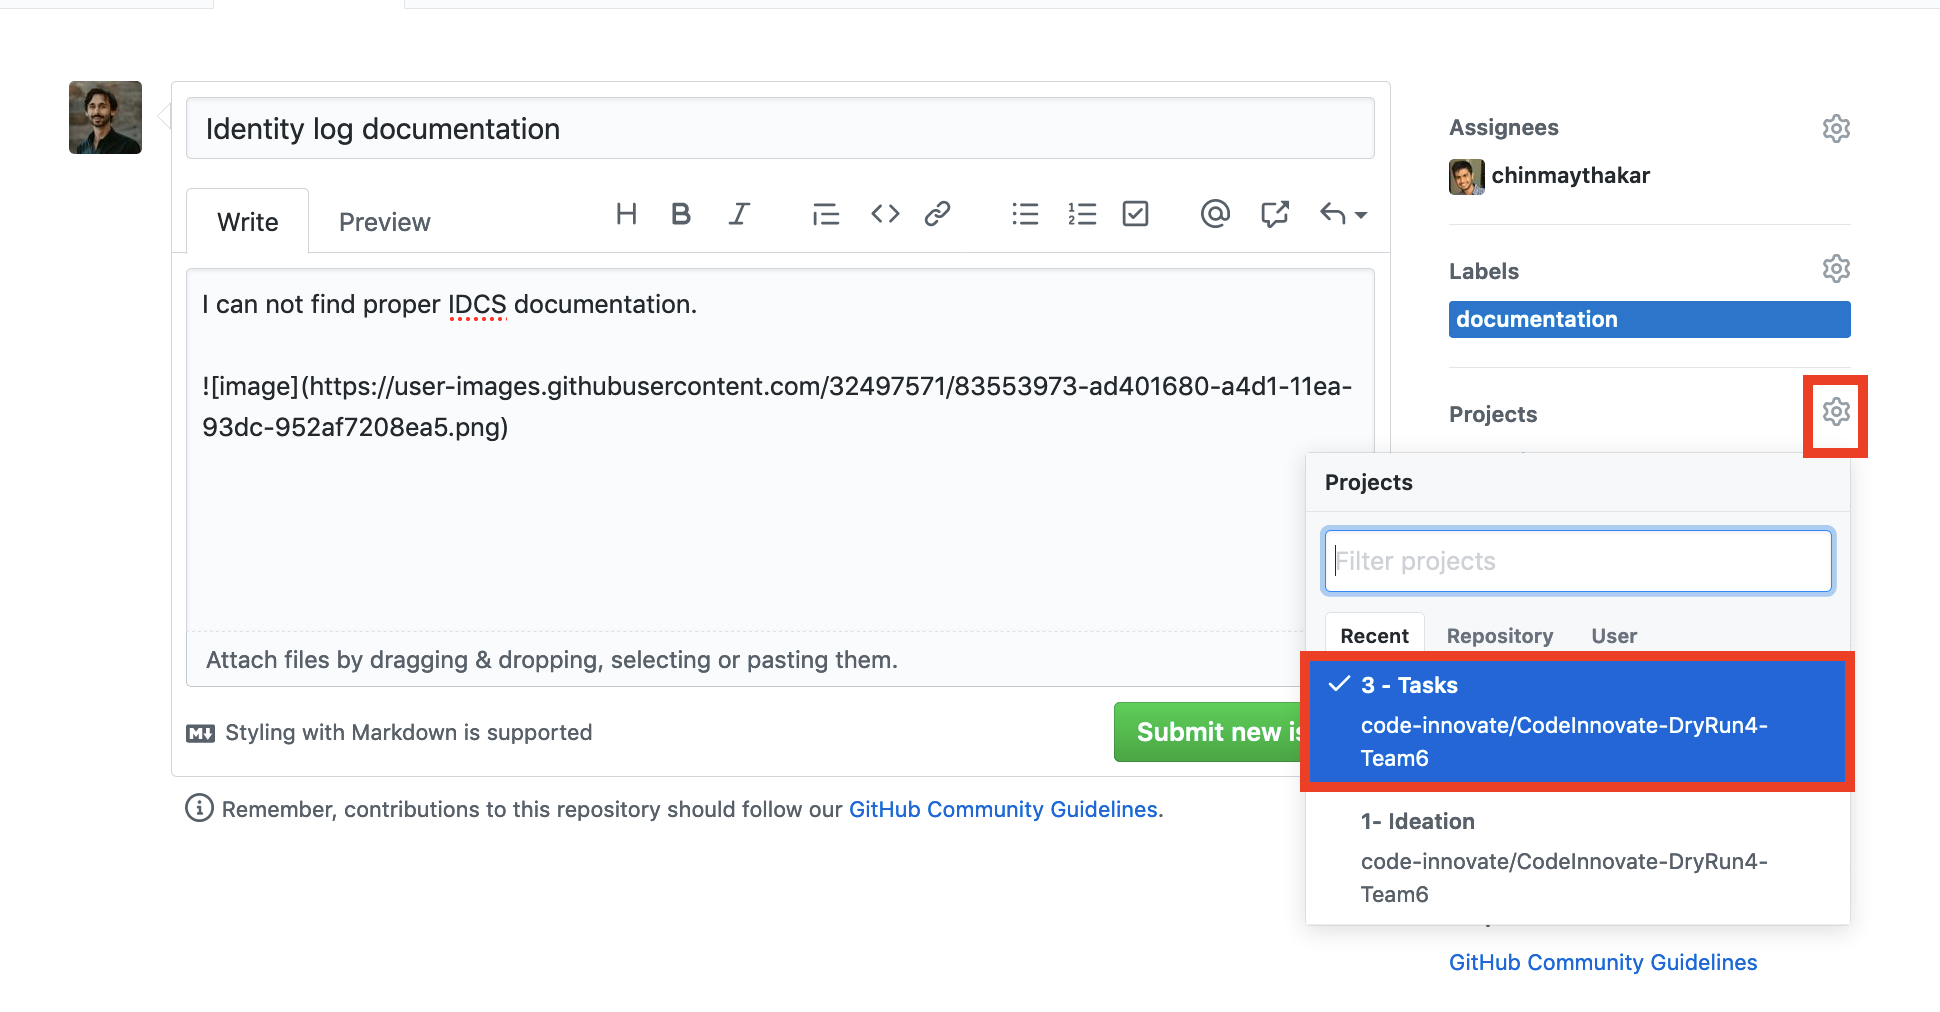 Identity log documentation
Write
Preview
I can not find proper IDCS documentation.
![image](https://user-images.githubusercontent.com/32497571/83553973-ad401680-a4d1-11ea-
93dc-952af7208ea5.png)
Attach files by dragging & dropping, selecting or pasting them.
Styling with Markdown is supported
Submit new is
Remember, contributions to this repository should follow our GitHub Community Guidelines.
Assignees
chinmaythakar
Labels
documentation
Projects
Projects
Filter projects
Recent Repository User
3 - Tasks
code-innovate/CodeInnovate-DryRun4-
Team6
1- Ideation
code-innovate/CodeInnovate-DryRun4-
Team6
GitHub Community Guidelines